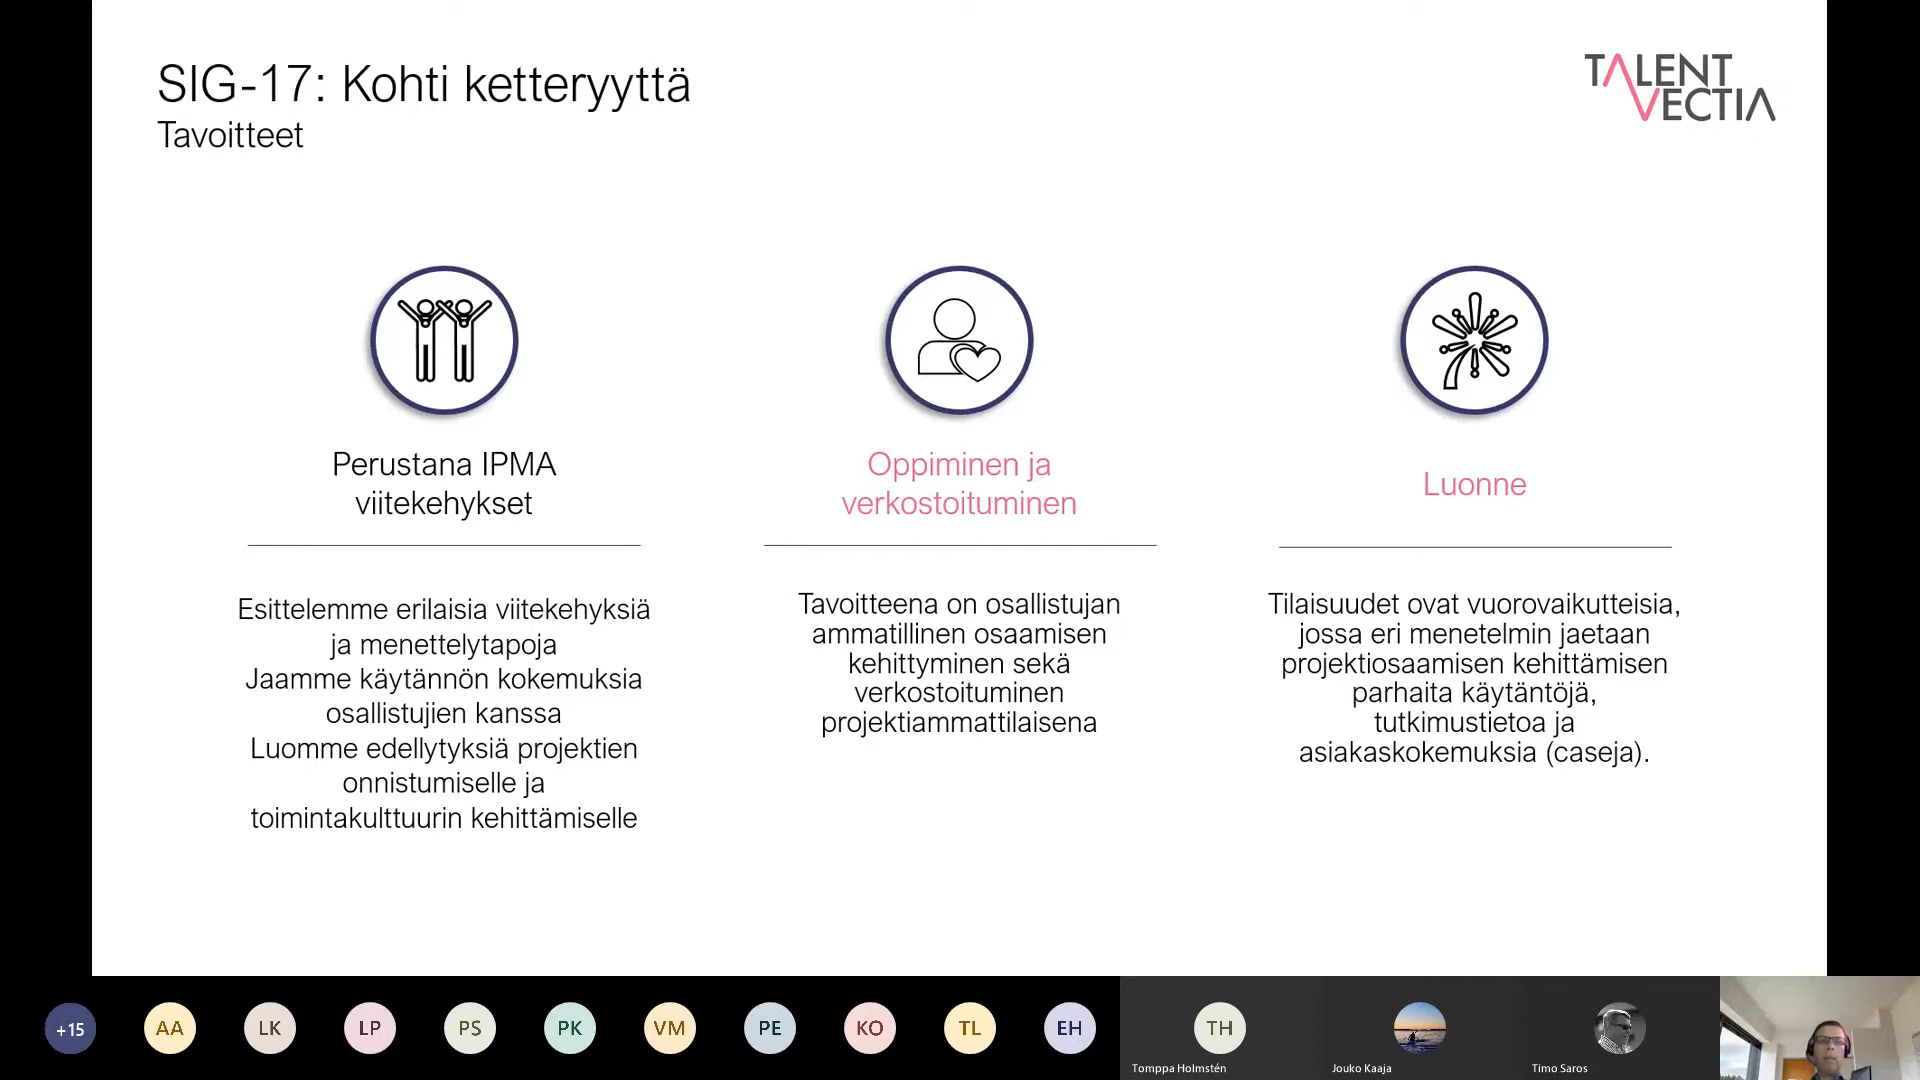 SIG-17: Kohti ketteryyttä
Tavoitteet
TALENT
VECTIA
Perustana IPMA
viitekehykset
Esittelemme erilaisia viitekehyksiä
ja menettelytapoja
Jaamme käytännön kokemuksia
osallistujien kanssa
Luomme edellytyksiä projektien
onnistumiselle ja
toimintakulttuurin kehittämiselle
Oppiminen ja
verkostoituminen
Tavoitteena on osallistujan
ammatillinen osaamisen
kehittyminen sekä
verkostoituminen
projektiammattilaisena
Luonne
Tilaisuudet ovat vuorovaikutteisia,
jossa eri menetelmin jaetaan
projektiosaamisen kehittämisen
parhaita käytäntöjä,
tutkimustietoa ja
asiakaskokemuksia (caseja).
+15
AA
LK
LP
PS
PK
VM
PE
KO
TL
EH
TH
Tomppa Holmstén
Jouko Kaaja
Timo Saros